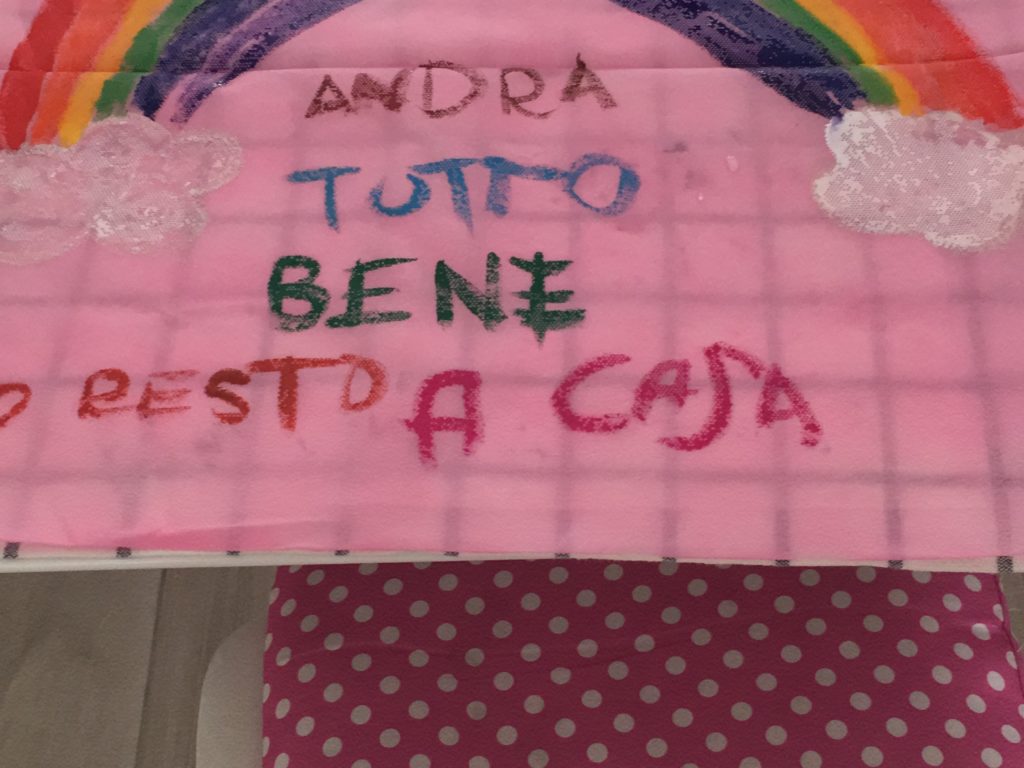 ANDRA
TUTTO
BENE
O RESTO A CASA